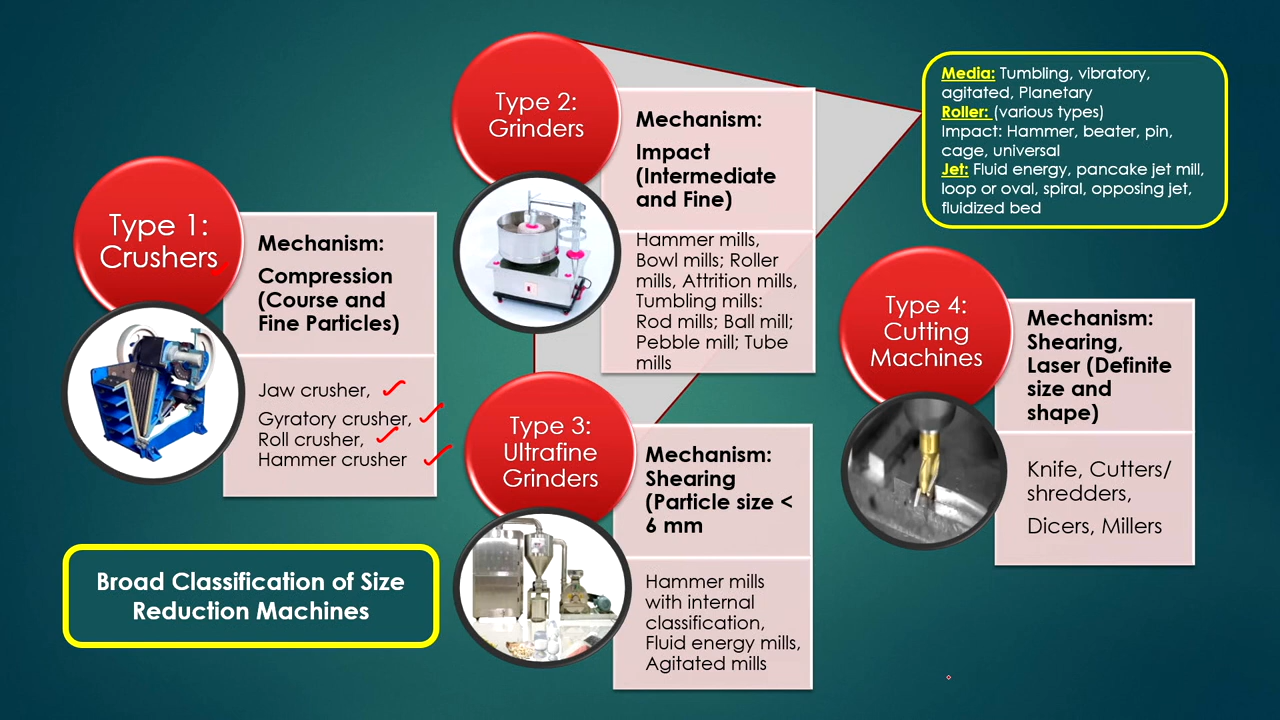 Type 1:
Crushers
Mechanism:
Compression
(Course and
Fine Particles)
Jaw crusher,
Gyratory crusher,
Roll crusher,
Hammer crusher
Type 2:
Grinders
Mechanism:
Impact
(Intermediate
and Fine)
Hammer mills,
Bowl mills; Roller
mills, Attrition mills,
Tumbling mills:
Rod mills; Ball mill;
Pebble mill; Tube
mills
Media: Tumbling, vibratory,
agitated, Planetary
Roller: (various types)
Impact: Hammer, beater, pin,
cage, universal
Jet: Fluid energy, pancake jet mill,
loop or oval, spiral, opposing jet,
fluidized bed
Type 3:
Ultrafine
Grinders
Mechanism:
Shearing
(Particle size <
6 mm
Hammer mills
with internal
classification,
Fluid energy mills,
Agitated mills
Type 4:
Cutting
Machines
Mechanism:
Shearing,
Laser (Definite
size and
shape)
Knife, Cutters/
shredders,
Dicers, Millers
Broad Classification of Size
Reduction Machines